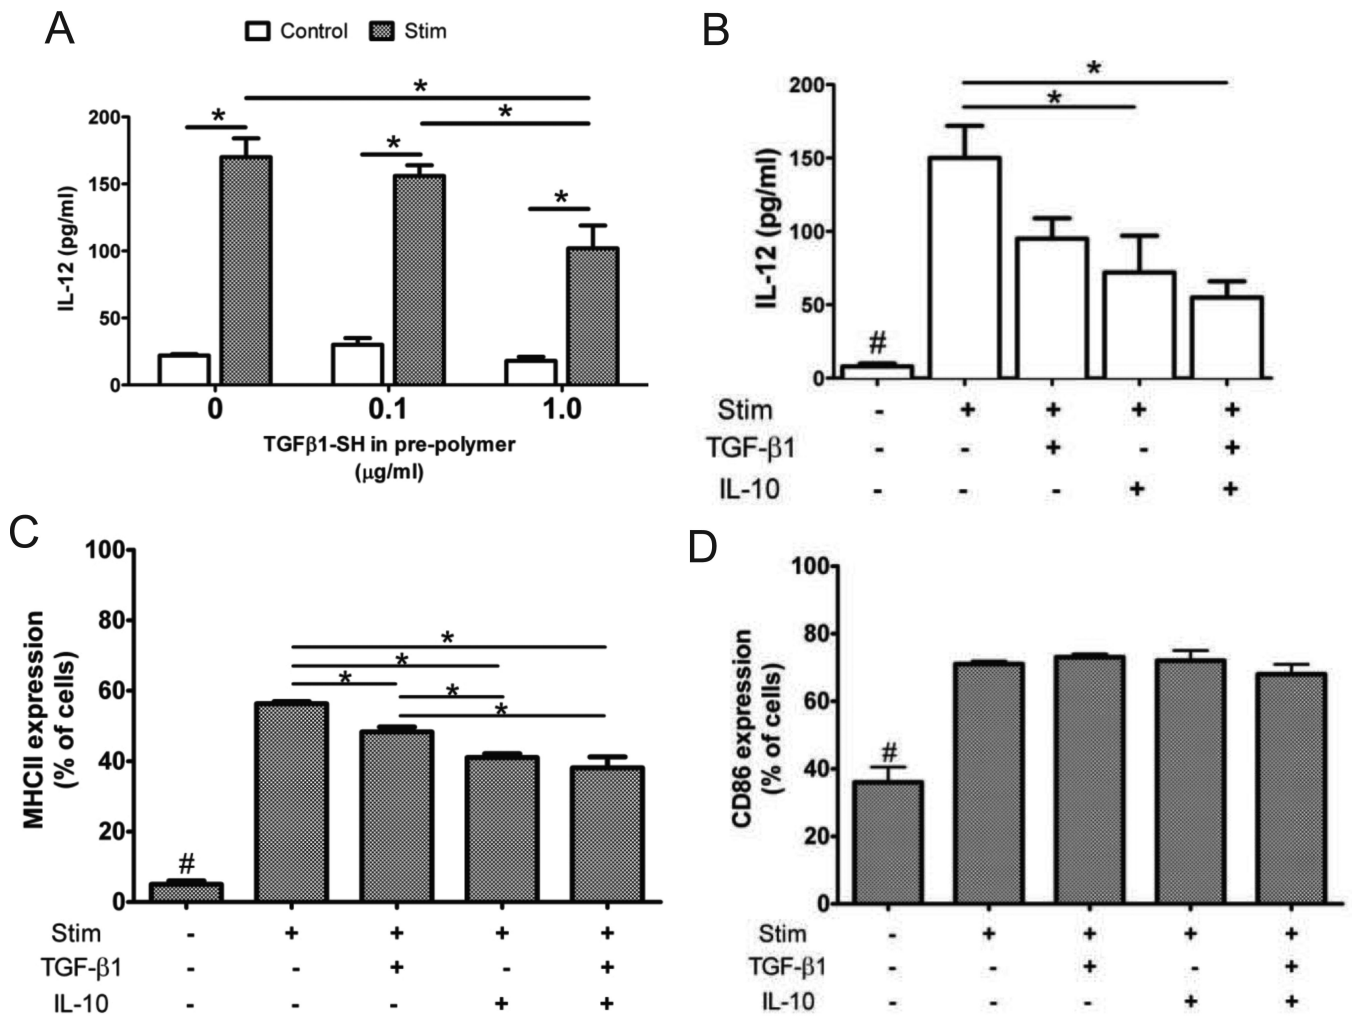 A
Control Stim
IL-12 (pg/ml)
200
150
100
50
0
*
*
*
*
*
0 0.1 1.0
TGFβ1-SH in pre-polymer
(μg/ml)
B
IL-12 (pg/ml)
200
150
100
50
0
*
*
#
Stim - + + + +
TGF-β1 - - + - +
IL-10 - - - + +
C
MHCII expression
(% of cells)
100
80
60
40
20
0
*
*
*
*
*
#
Stim - + + + +
TGF-β1 - - + - +
IL-10 - - - + +
D
CD86 expression
(% of cells)
100
80
60
40
20
0
#
Stim - + + + +
TGF-β1 - - + - +
IL-10 - - - + +